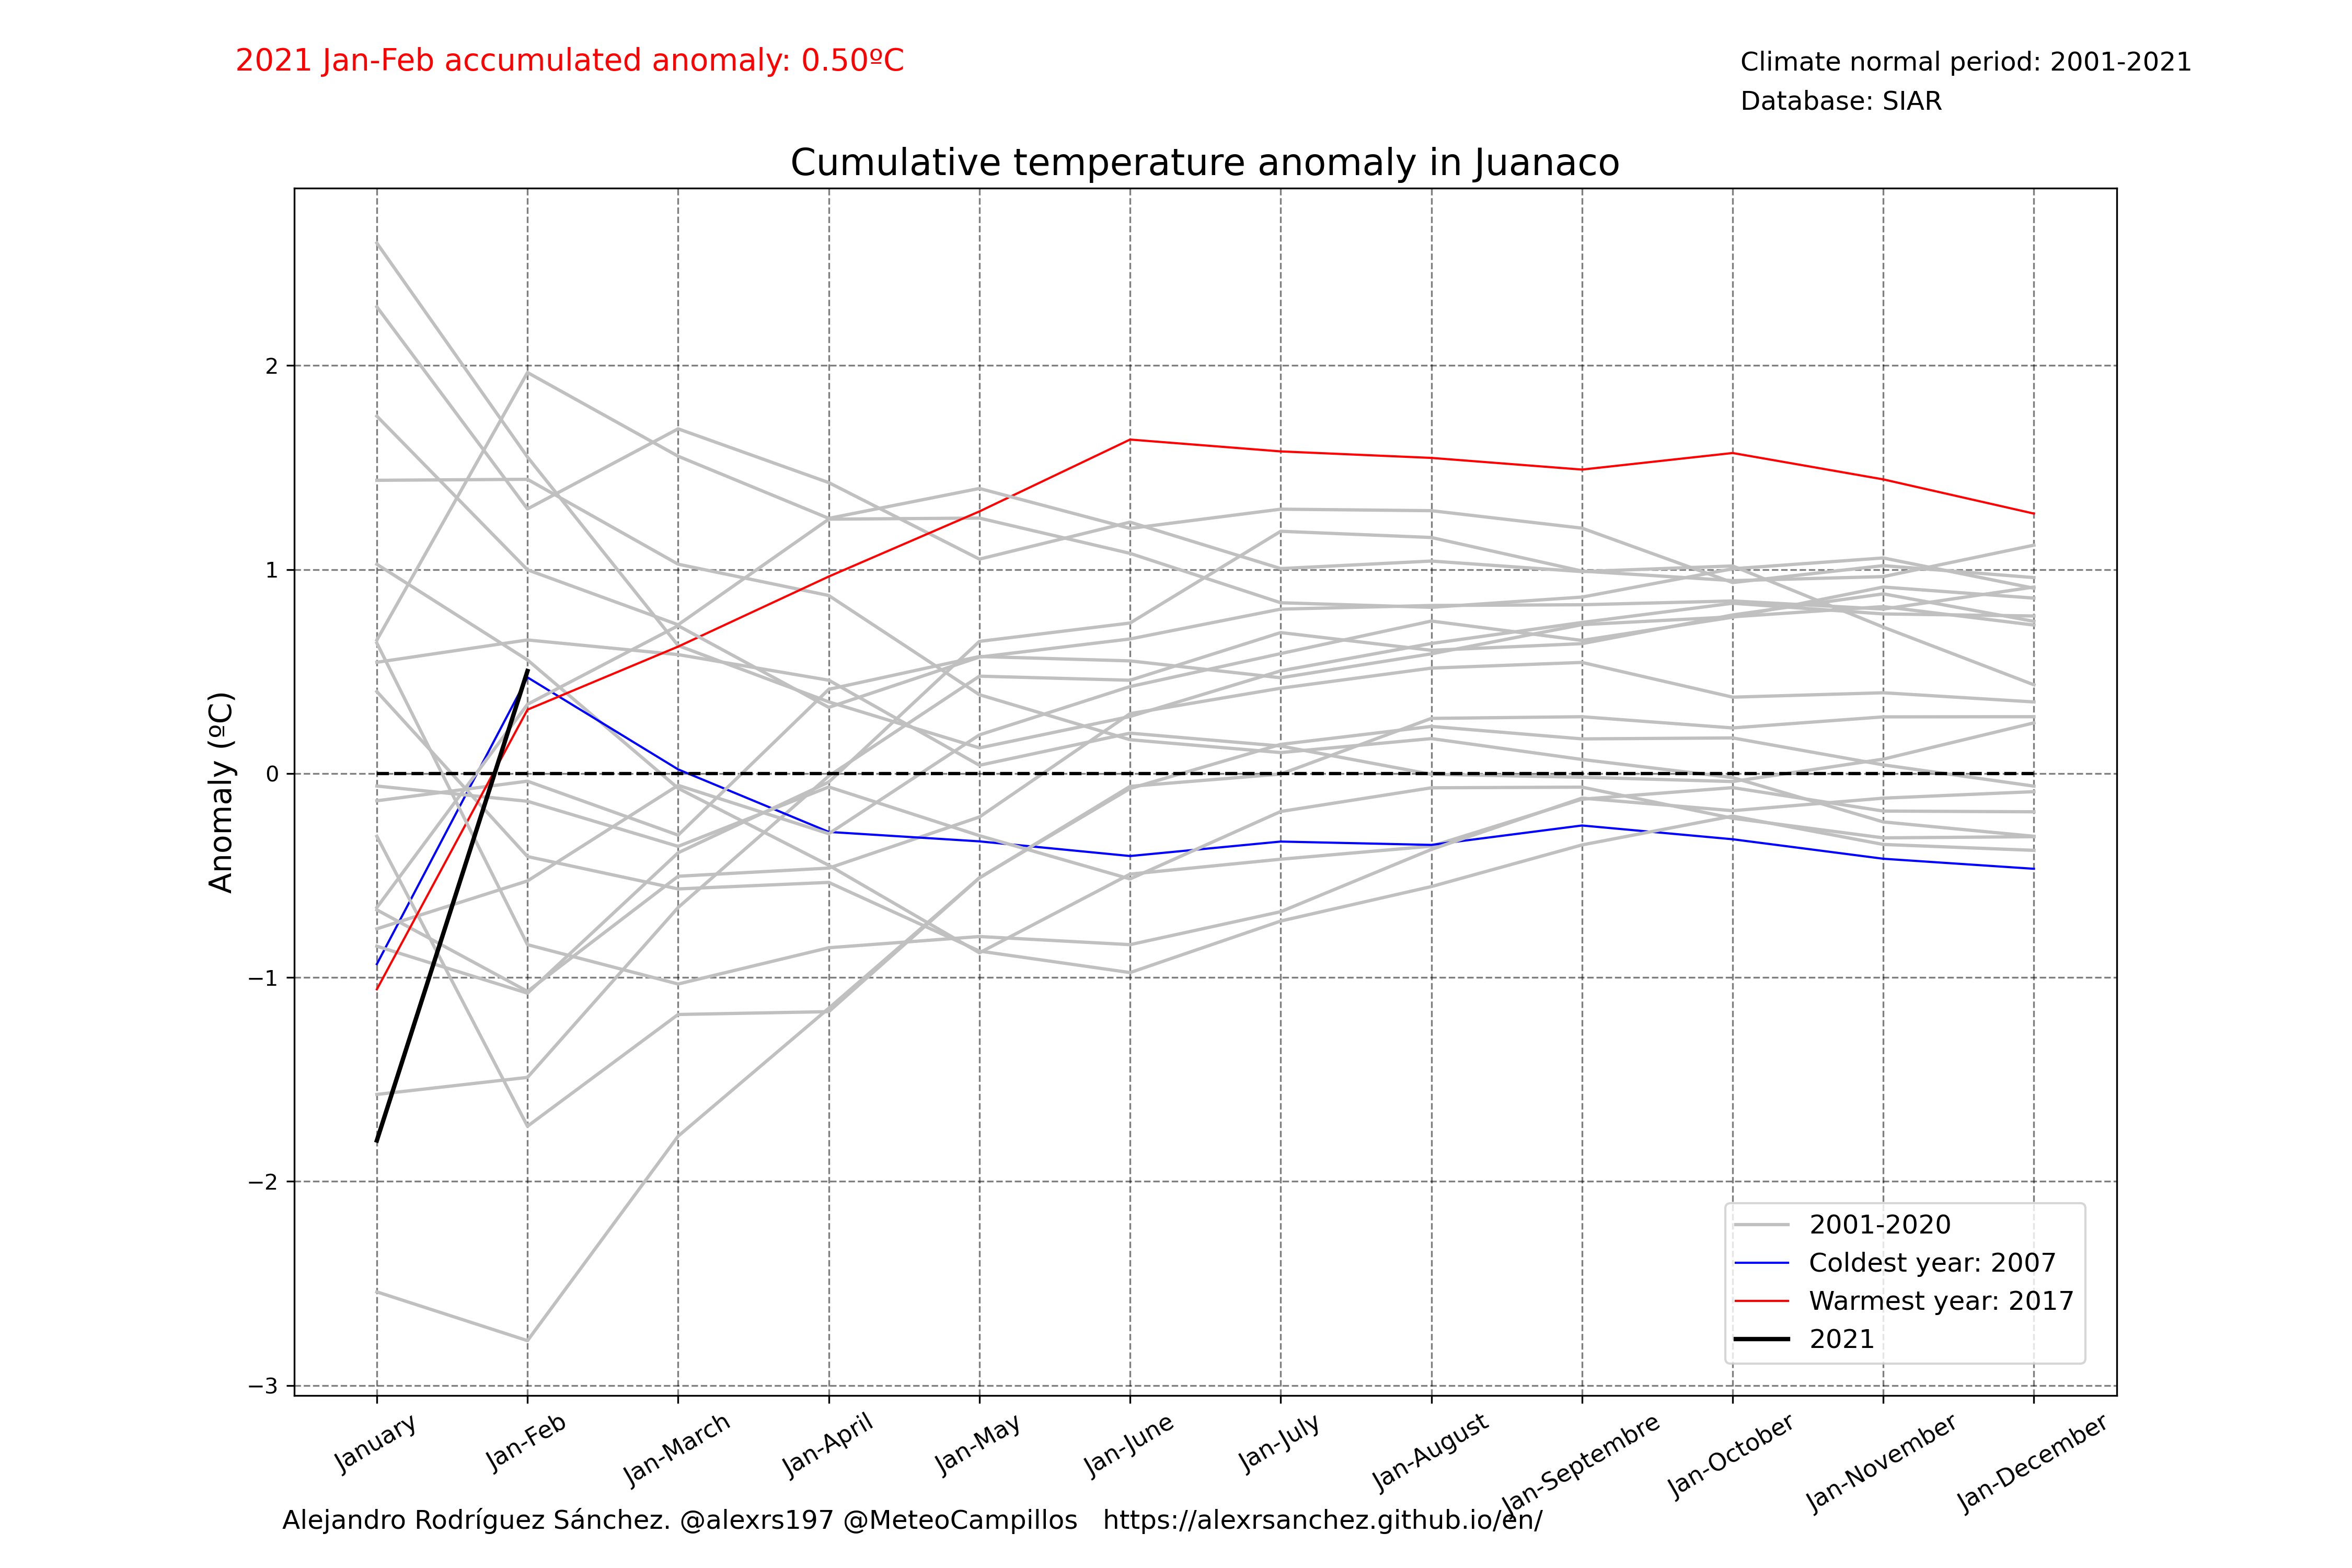 2021 Jan-Feb accumulated anomaly: 0.50ºC
Climate normal period: 2001-2021
Database: SIAR
Cumulative temperature anomaly in Juanaco
Anomaly (ºC)
2
1
0
−1
−2
−3
2001-2020
Coldest year: 2007
Warmest year: 2017
2021
January
Jan-Feb
Jan-March
Jan-April
Jan-May
Jan-June
Jan-July
Jan-August
Jan-Septembre
Jan-October
Jan-November
Jan-December
Alejandro Rodríguez Sánchez. @alexrs197 @MeteoCampillos https://alexrsanchez.github.io/en/